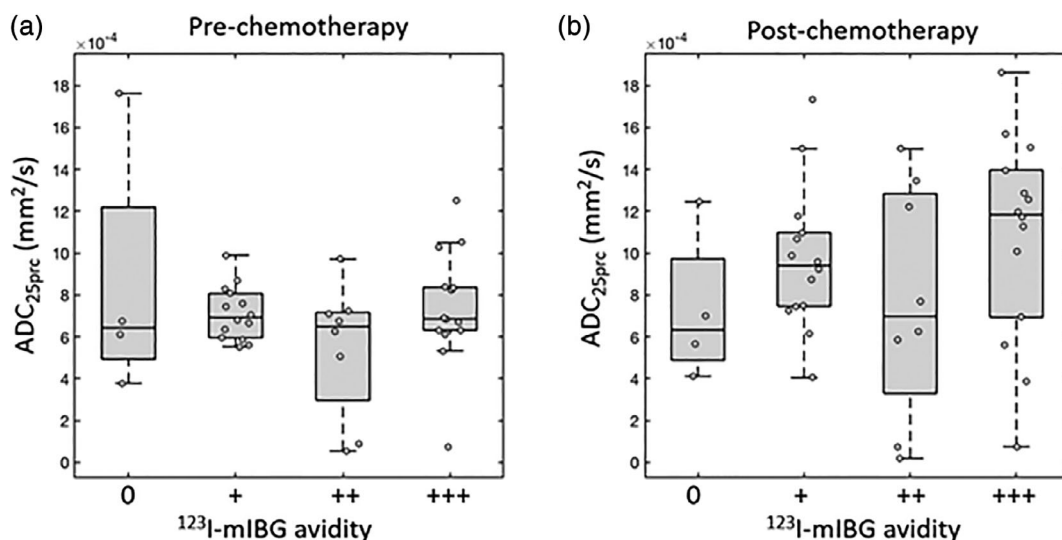 (a)
Pre-chemotherapy
×10⁻⁴
ADC₂₅prc (mm²/s)
18
16
14
12
10
8
6
4
2
0
0 + ++ +++
¹²³I-mIBG avidity
(b)
Post-chemotherapy
×10⁻⁴
ADC₂₅prc (mm²/s)
18
16
14
12
10
8
6
4
2
0
0 + ++ +++
¹²³I-mIBG avidity